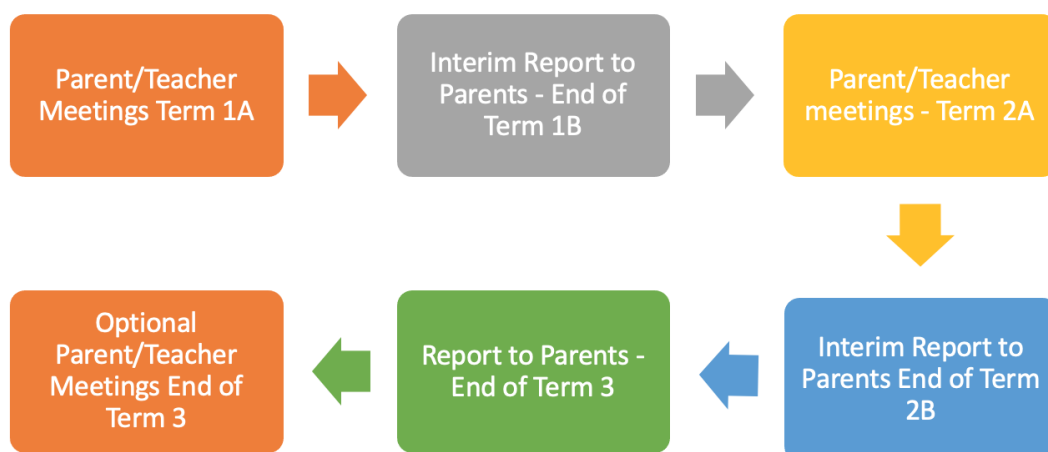 Parent/Teacher
Meetings Term 1A
Interim Report to
Parents - End of
Term 1B
Parent/Teacher
meetings - Term 2A
Interim Report to
Parents End of Term
2B
Report to Parents -
End of Term 3
Optional
Parent/Teacher
Meetings End of
Term 3